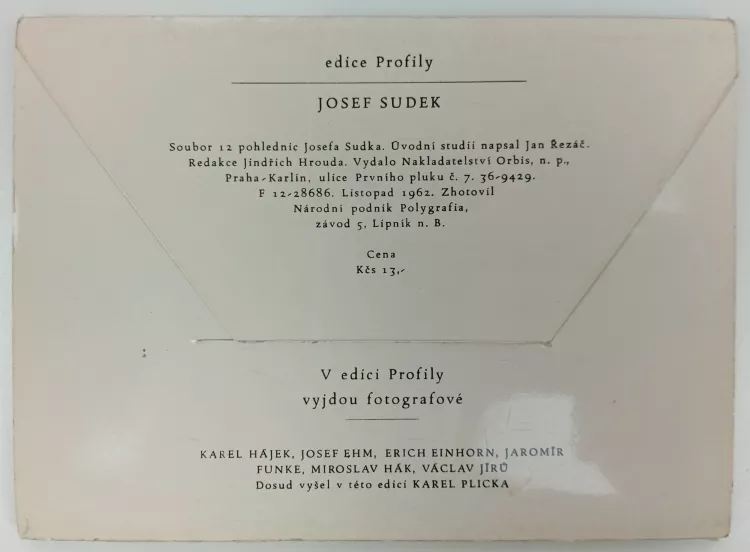 edice Profily
JOSEF SUDEK
Soubor 12 pohlednic Josefa Sudka. Úvodní studii napsal Jan Řezáč.
Redakce Jindřich Hrouda. Vydalo Nakladatelství Orbis, n. p.,
Praha-Karlín, ulice Prvního pluku č. 7. 36-9429.
F 12-28686. Listopad 1962. Zhotovil
Národní podnik Polygrafia,
závod 5, Lipník n. B.
Cena
Kčs 13,-
V edici Profily
vyjdou fotografové
KAREL HÁJEK, JOSEF EHM, ERICH EINHORN, JAROMÍR
FUNKE, MIROSLAV HÁK, VÁCLAV JÍRŮ
Dosud vyšel v této edici KAREL PLICKA